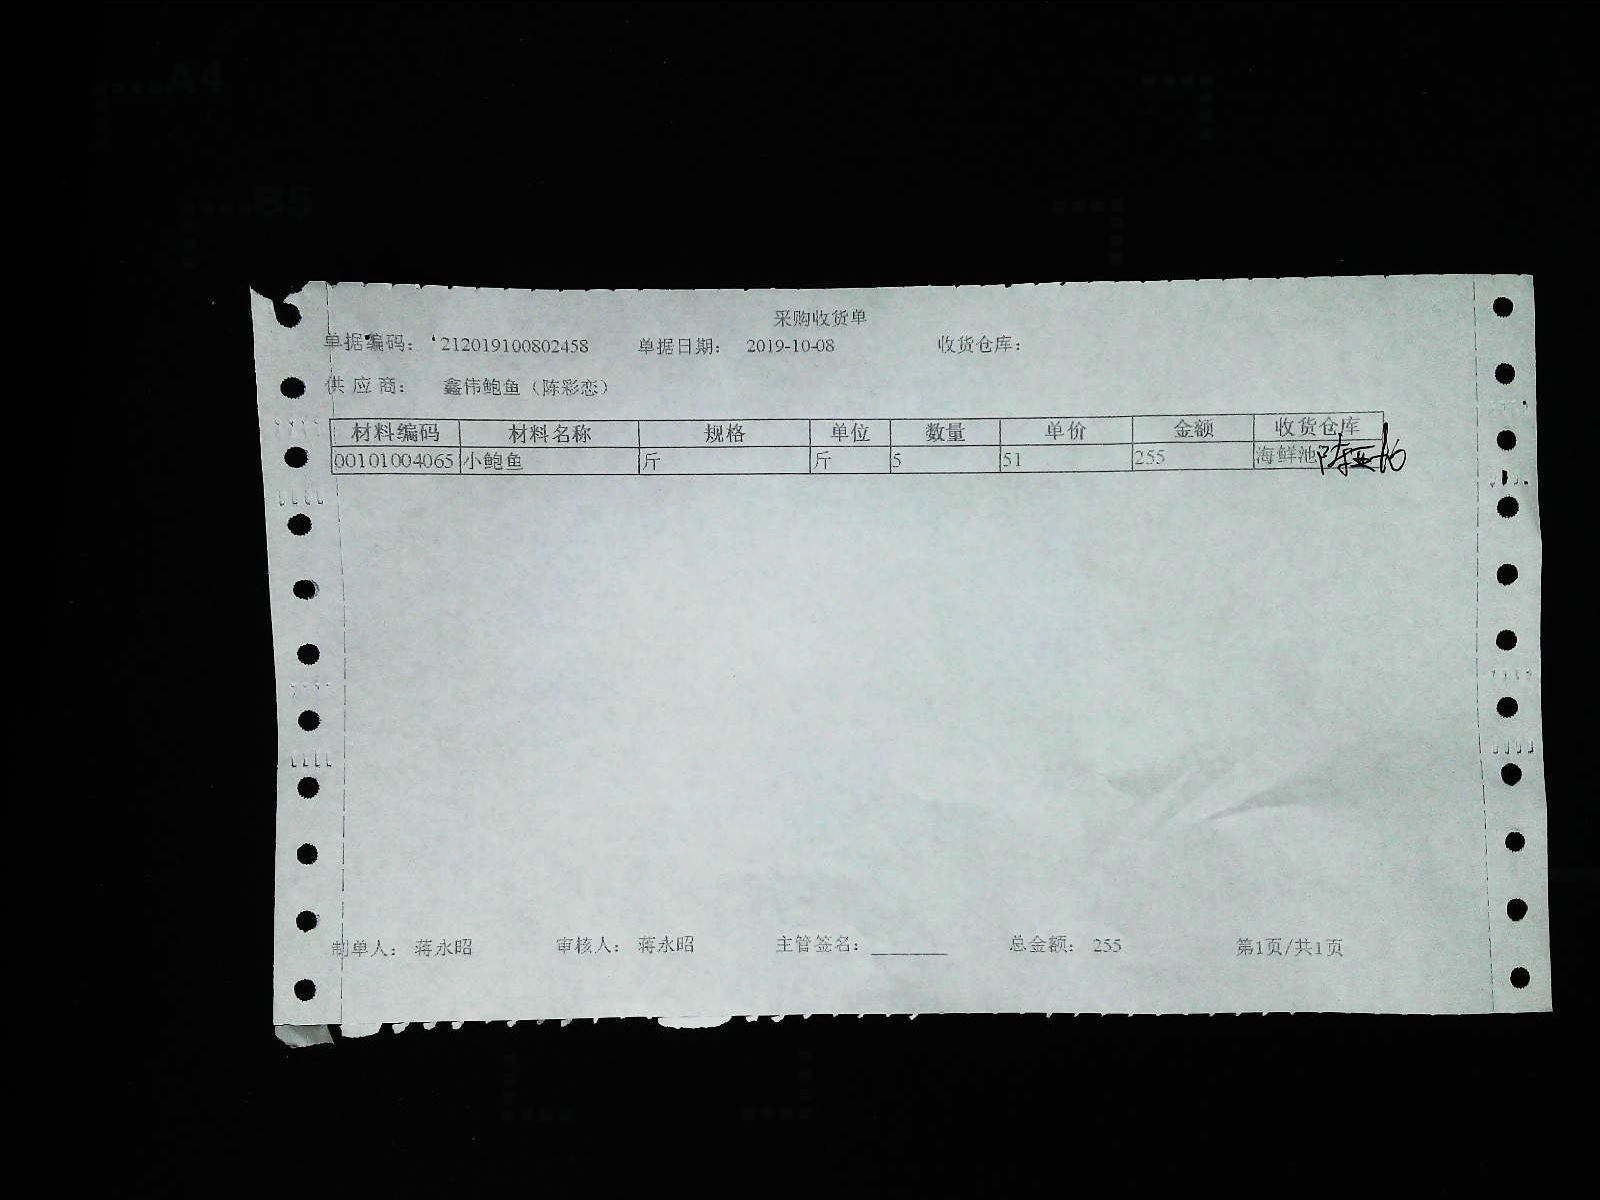 采购收货单
单据编码： 212019100802458 单据日期： 2019-10-08 收货仓库：
供应商： 鑫伟鲍鱼（陈彩恋）
材料编码 材料名称 规格 单位 数量 单价 金额 收货仓库
00101004065 小鲍鱼 斤 斤 5 51 255 海鲜池
制单人： 蒋永昭 审核人： 蒋永昭 主管签名： 总金额： 255 第1页/共1页